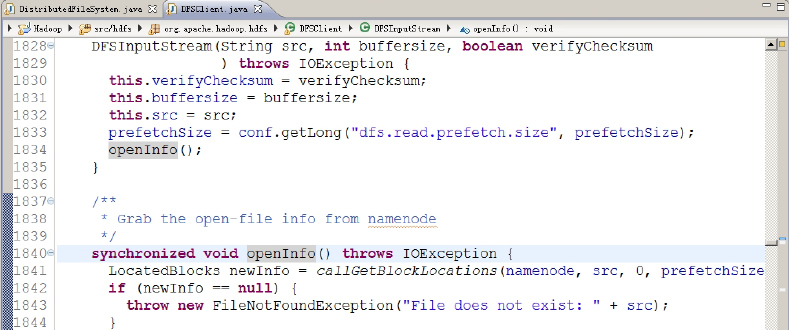 DistributedFileSystem.java DFSClient.java
Hadoop src/hdfs org.apache.hadoop.hdfs DFSClient DFSInputStream openInfo() : void
1828 DFSInputStream(String src, int buffersize, boolean verifyChecksum
1829 ) throws IOException {
1830 this.verifyChecksum = verifyChecksum;
1831 this.buffersize = buffersize;
1832 this.src = src;
1833 prefetchSize = conf.getLong("dfs.read.prefetch.size", prefetchSize);
1834 openInfo();
1835 }
1836
1837 /**
1838 * Grab the open-file info from namenode
1839 */
1840 synchronized void openInfo() throws IOException {
1841 LocatedBlocks newInfo = callGetBlockLocations(namenode, src, 0, prefetchSize
1842 if (newInfo == null) {
1843 throw new FileNotFoundException("File does not exist: " + src);
1844 }